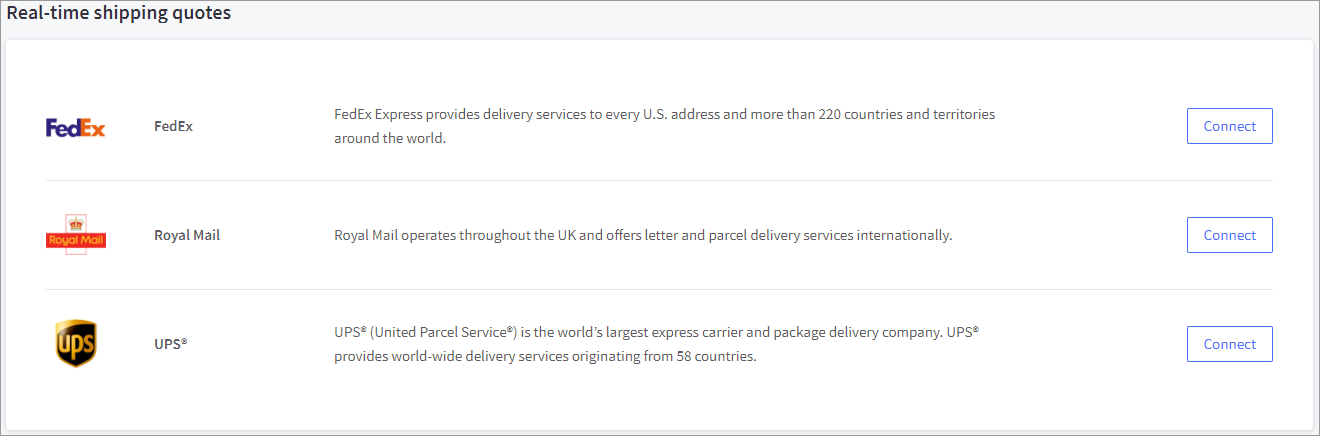 Real-time shipping quotes
FedEx
FedEx
FedEx Express provides delivery services to every U.S. address and more than 220 countries and territories
around the world.
Connect
Royal Mail
Royal Mail
Royal Mail operates throughout the UK and offers letter and parcel delivery services internationally.
Connect
ups
UPS®
UPS® (United Parcel Service®) is the world’s largest express carrier and package delivery company. UPS®
provides world-wide delivery services originating from 58 countries.
Connect